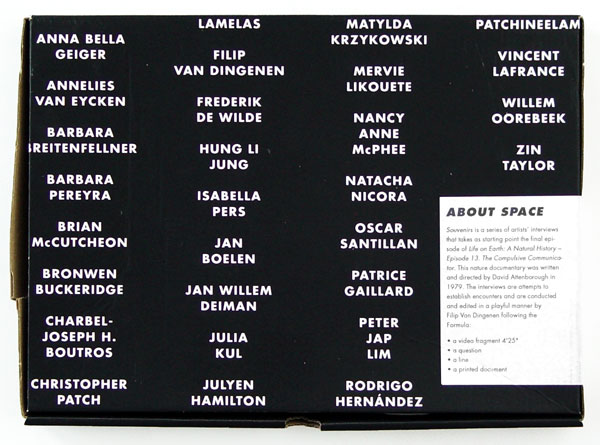 ANNA BELLA
GEIGER
ANNELIES
VAN EYCKEN
BARBARA
BREITENFELLNER
BARBARA
PEREYRA
BRIAN
McCUTCHEON
BRONWEN
BUCKERIDGE
CHARBEL-
JOSEPH H.
BOUTROS
CHRISTOPHER
PATCH
LAMELAS
FILIP
VAN DINGENEN
FREDERIK
DE WILDE
HUNG LI
JUNG
ISABELLA
PERS
JAN
BOELEN
JAN WILLEM
DEIMAN
JULIA
KUL
JULYEN
HAMILTON
MATYLDA
KRZYKOWSKI
MERVIE
LIKOUETE
NANCY
ANNE
McPHEE
NATACHA
NICORA
OSCAR
SANTILLAN
PATRICE
GAILLARD
PETER
JAP
LIM
RODRIGO
HERNÁNDEZ
PATCHINEELAM
VINCENT
LAFRANCE
WILLEM
OOREBEEK
ZIN
TAYLOR
ABOUT SPACE
Souvenirs is a series of artists' interviews
that takes as starting point the final epi-
sode of Life on Earth: A Natural History –
Episode 13. The Compulsive Communica-
tor. This nature documentary was written
and directed by David Attenborough in
1979. The interviews are attempts to
establish encounters and are conducted
and edited in a playful manner by
Filip Van Dingenen following the
Formula:
• a video fragment 4'25"
• a question
• a line
• a printed document